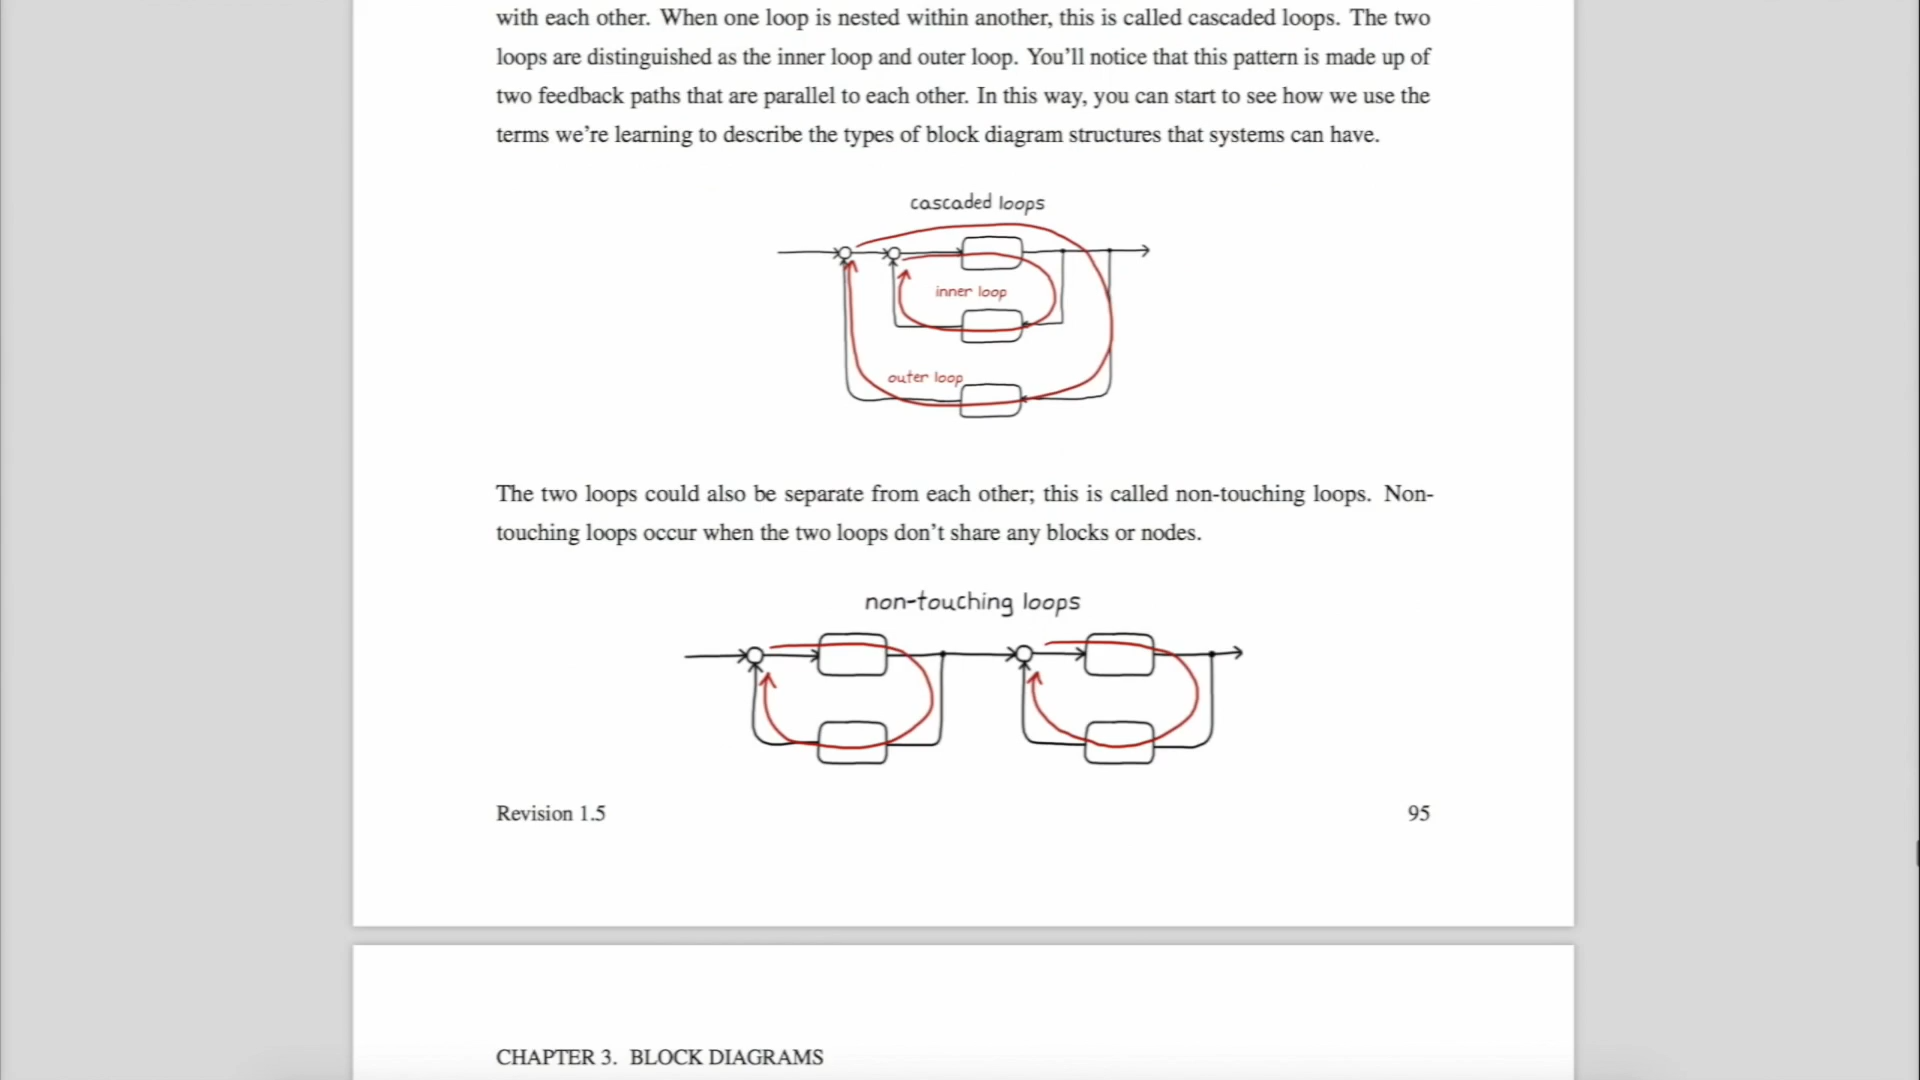 with each other. When one loop is nested within another, this is called cascaded loops. The two
loops are distinguished as the inner loop and outer loop. You’ll notice that this pattern is made up of
two feedback paths that are parallel to each other. In this way, you can start to see how we use the
terms we’re learning to describe the types of block diagram structures that systems can have.
cascaded loops
inner loop
outer loop
The two loops could also be separate from each other; this is called non-touching loops. Non-
touching loops occur when the two loops don’t share any blocks or nodes.
non-touching loops
Revision 1.5
95
CHAPTER 3. BLOCK DIAGRAMS